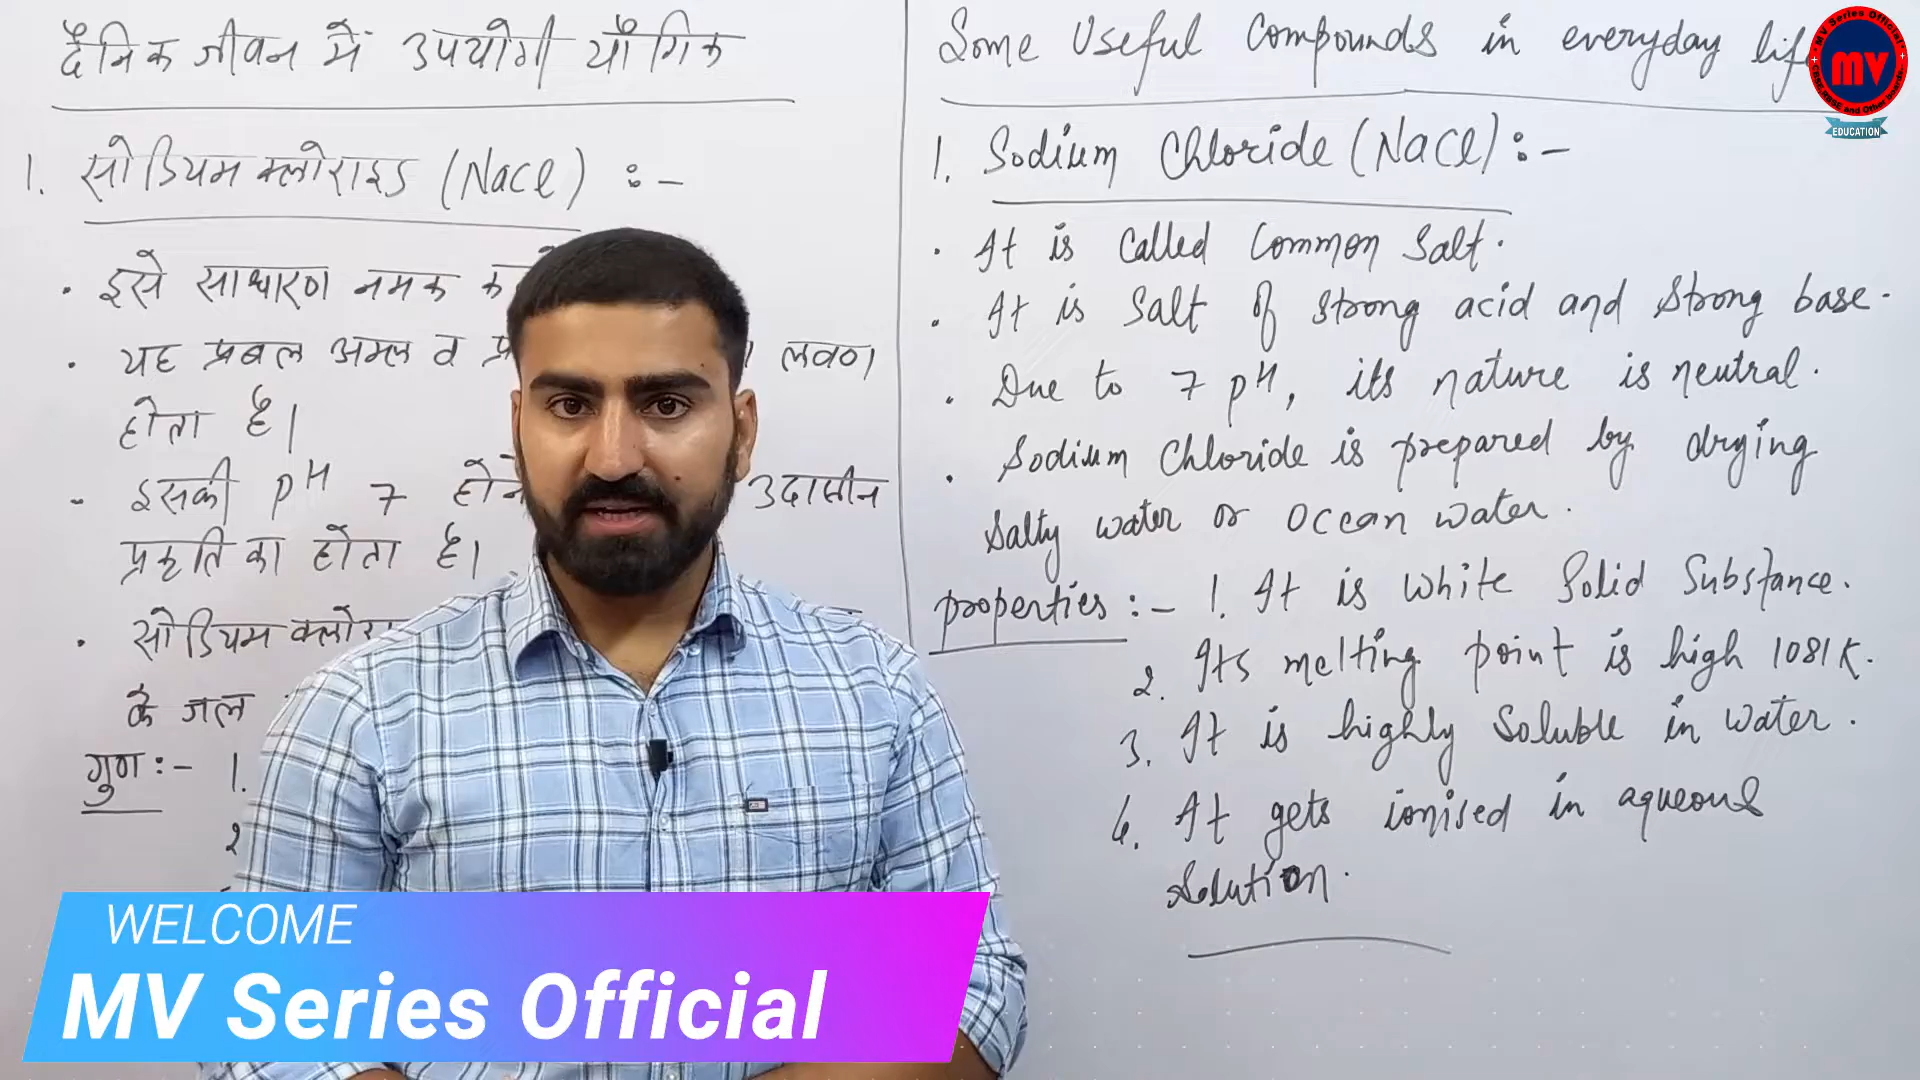 दैनिक जीवन में उपयोगी यौगिक
1. सोडियम क्लोराइड (NaCl) :-
• इसे साधारण नमक क
• यह प्रबल अम्ल व प्र लवण
होता है।
- इसकी pH 7 होने उदासीन
प्रकृति का होता है।
• सोडियम क्लोरा
के जल
गुण :- 1.
2
Some Useful Compounds in everyday life
1. Sodium Chloride (NaCl) :-
• It is Called Common Salt.
• It is Salt of Strong acid and Strong base.
• Due to 7 pH, its nature is neutral.
• Sodium Chloride is prepared by drying
Salty water or Ocean water.
properties :- 1. It is White Solid Substance.
2. Its melting point is high 1081K.
3. It is highly Soluble in Water.
4. It gets ionised in aqueous
Solution.
MV Series Official
MV
EDUCATION
WELCOME
MV Series Official